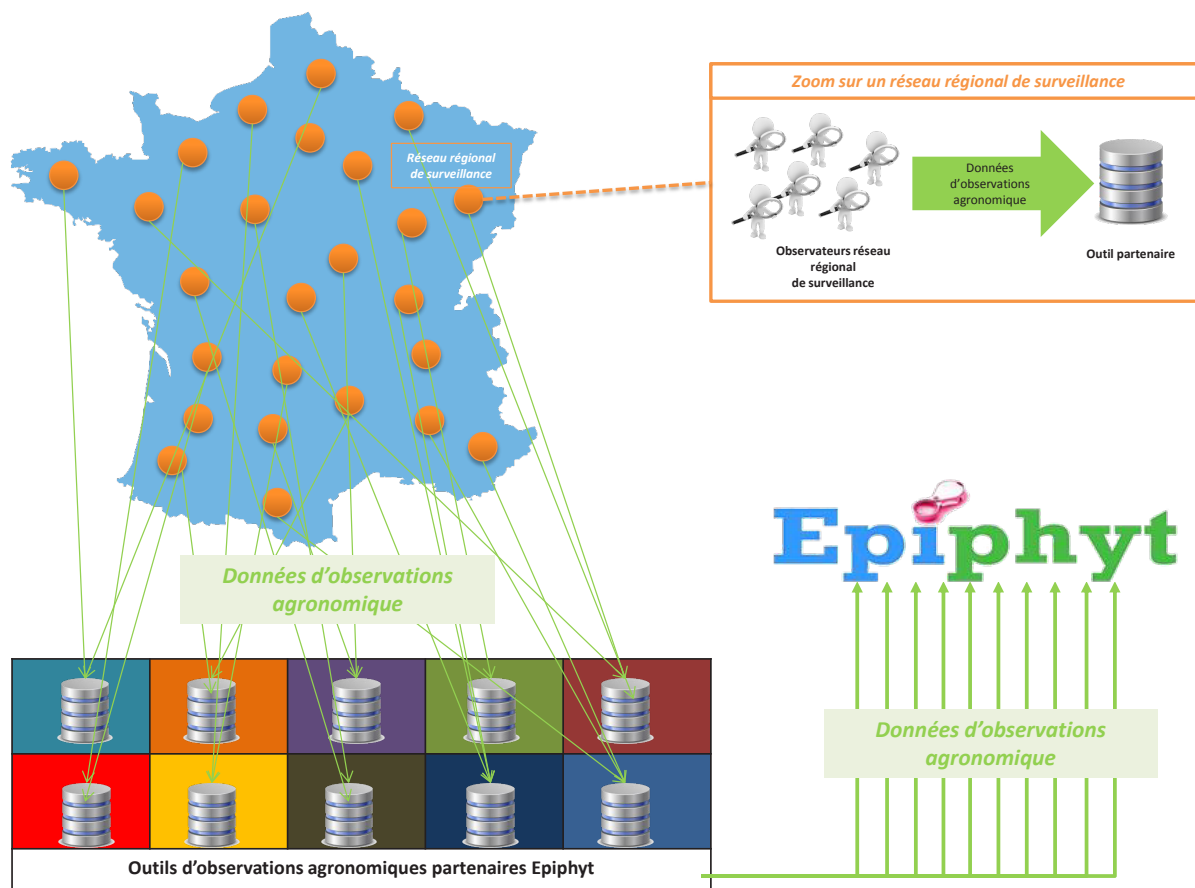 Zoom sur un réseau régional de surveillance
Réseau régional
de surveillance
Données
d'observations
agronomique
Observateurs réseau
régional
de surveillance
Outil partenaire
Epiphyt
Données d'observations
agronomique
Données d'observations
agronomique
Outils d'observations agronomiques partenaires Epiphyt